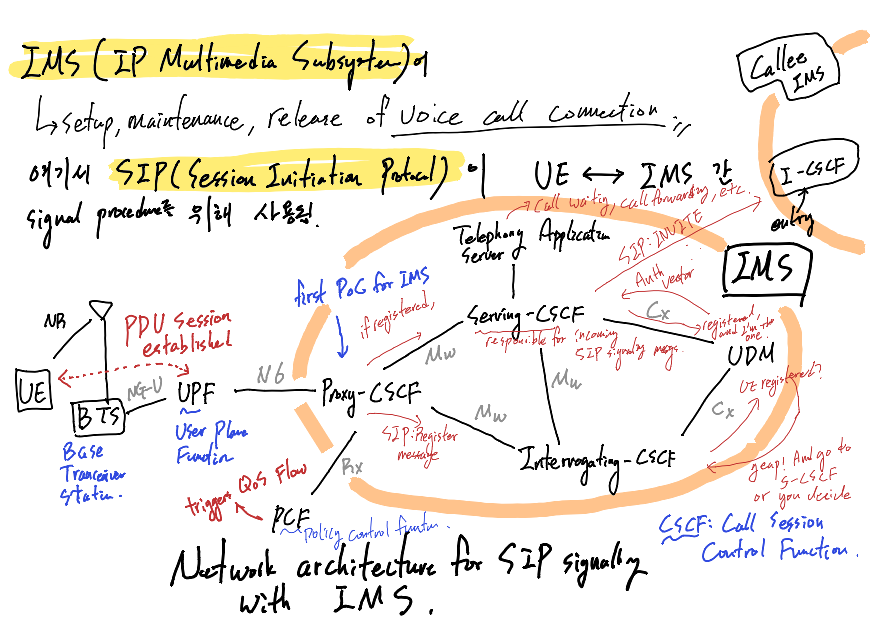 IMS (IP Multimedia Subsystem)이
↳ setup, maintenance, release of voice call connection
여기서 SIP(Session Initiation Protocol) 이 UE ↔ IMS 간
signal procedure를 위해 사용됨.
Callee
IMS
I-CSCF
entry
Call waiting, call forwarding, etc.
Telephony Application
Server
SIP:INVITE
IMS
first PoC for IMS
if registered,
Auth
vector
Serving-CSCF
Cx
registered,
and I'm the
one.
responsible for incoming
SIP signaling
UDM
NR
PDU Session
established
UE
NG-U
BTS
UPF
N6
Proxy-CSCF
Mw
Mw
Mw
UE registered?
Cx
Base
Tranceiver
Station.
User Plane
Function
SIP:Register
message
Interrogating-CSCF
Rx
triggers QoS Flow
PCF
policy control function.
yeap! And go to
S-CSCF
or you decide
CSCF: Call Session
Control Function.
Network architecture for SIP signalling
with IMS.